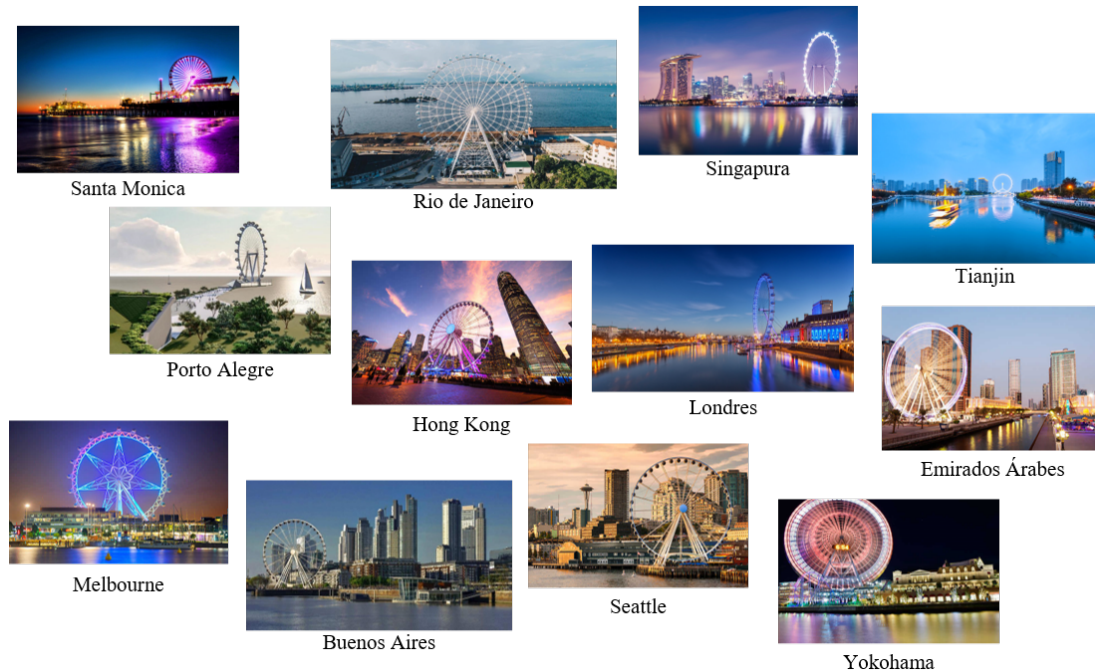 Santa Monica
Rio de Janeiro
Singapura
Tianjin
Porto Alegre
Hong Kong
Londres
Emirados Árabes
Melbourne
Buenos Aires
Seattle
Yokohama